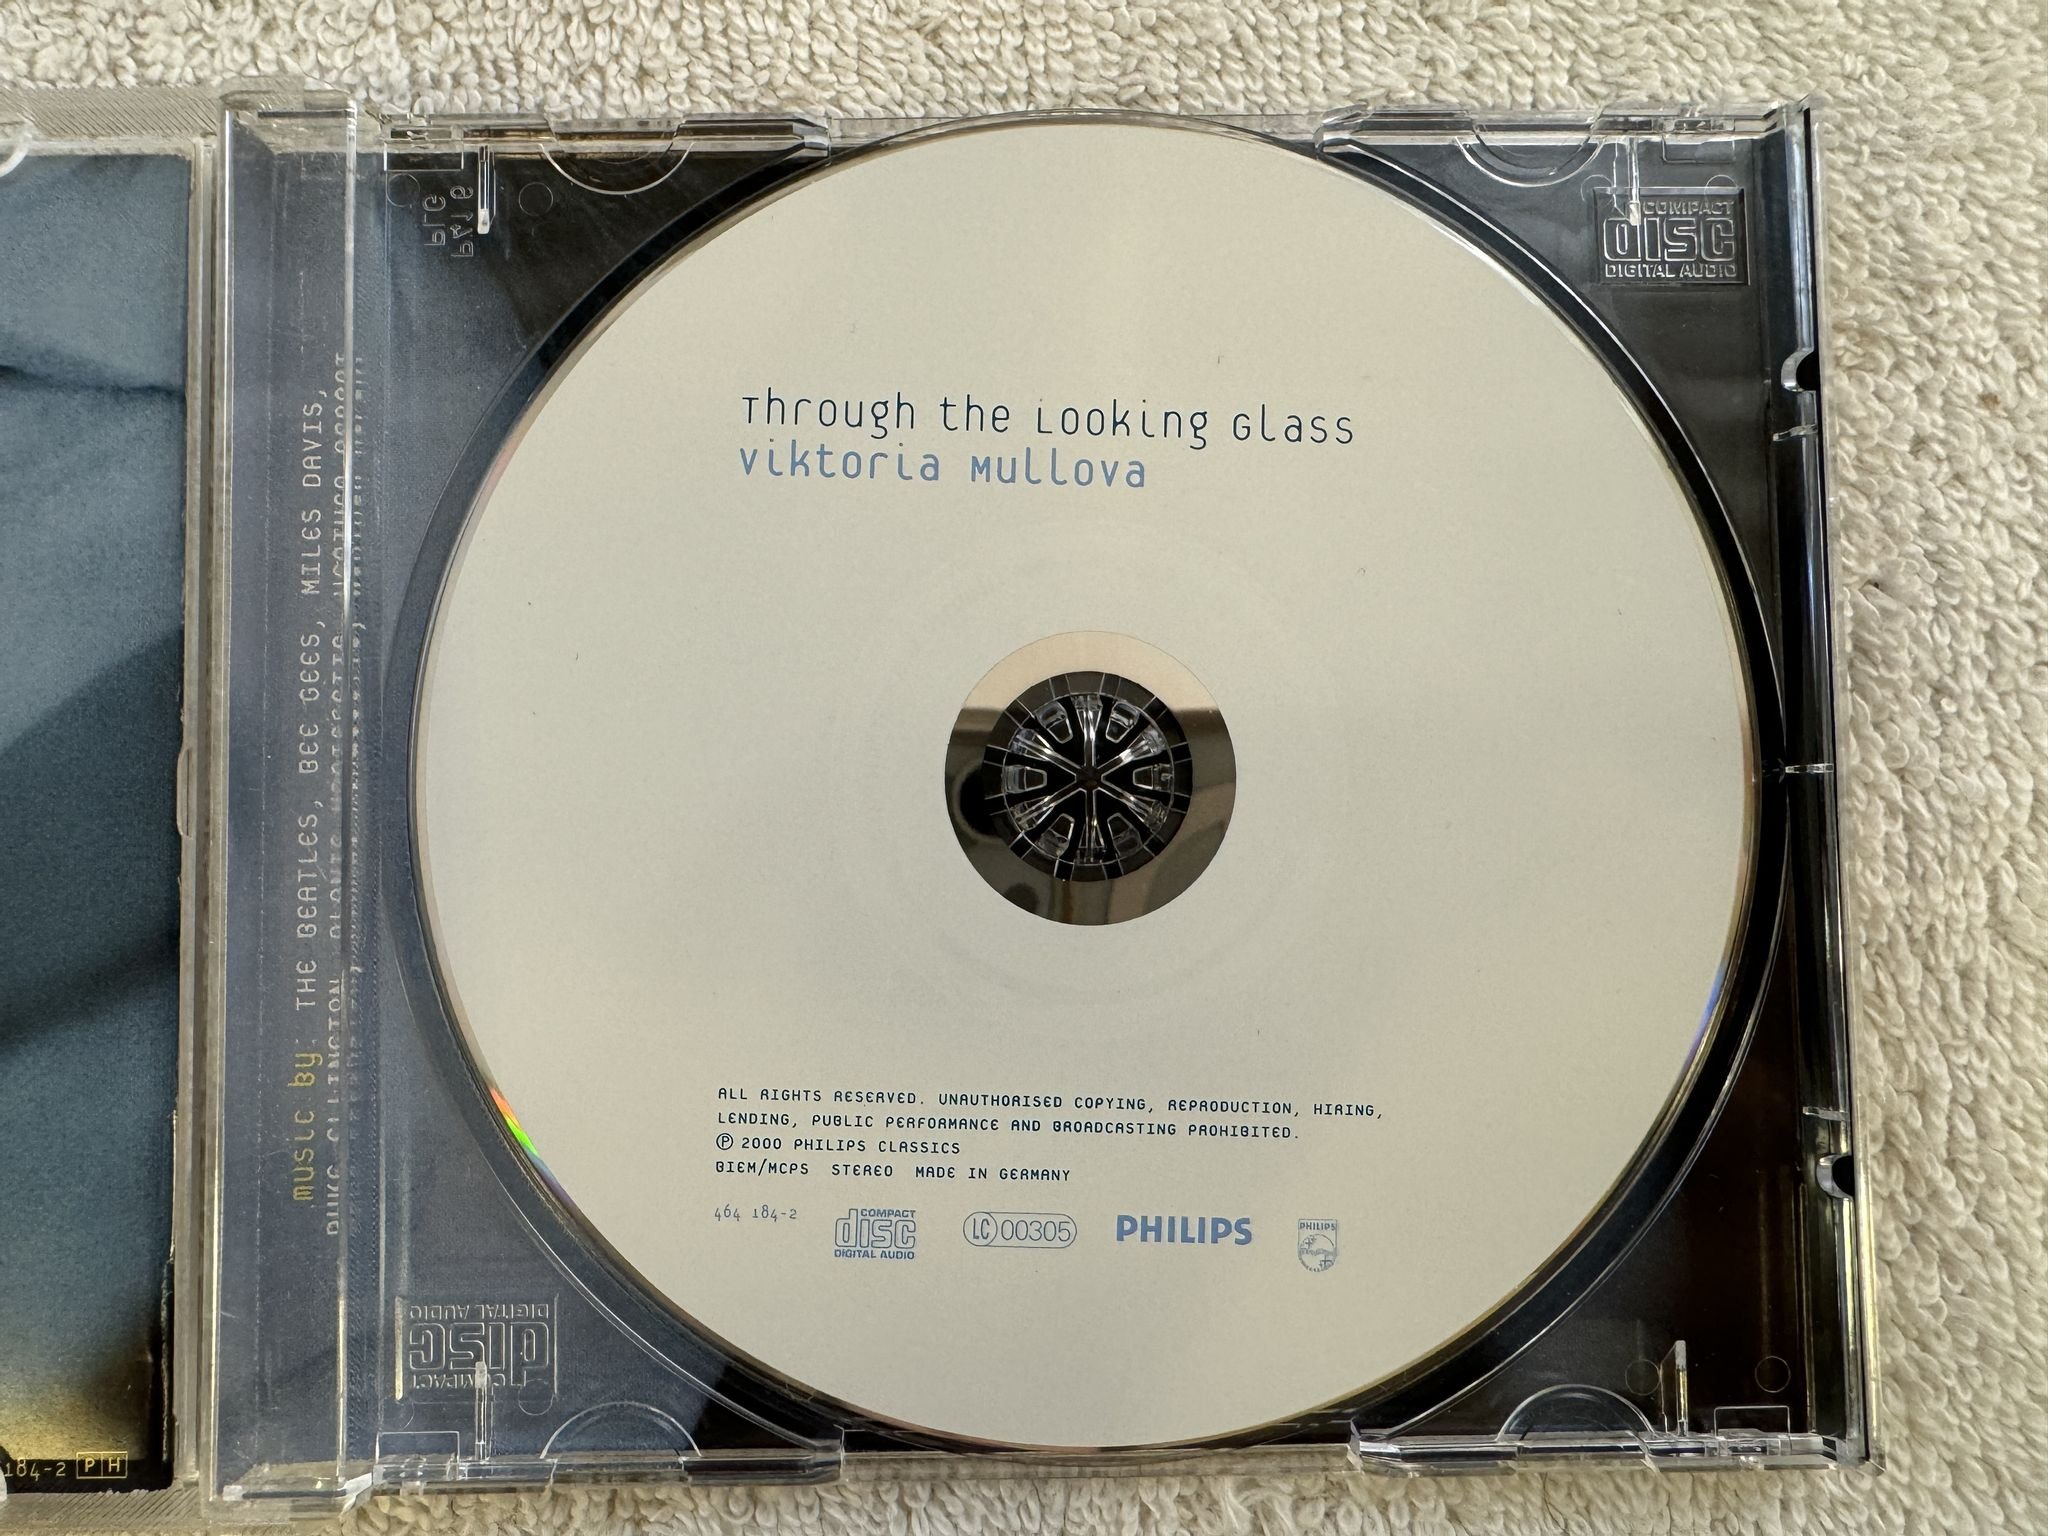 Through the Looking Glass
Viktoria Mullova
ALL RIGHTS RESERVED. UNAUTHORISED COPYING, REPRODUCTION, HIRING,
LENDING, PUBLIC PERFORMANCE AND BROADCASTING PROHIBITED.
℗ 2000 PHILIPS CLASSICS
BIEM/MCPS STEREO MADE IN GERMANY
464 184-2
COMPACT
disc
DIGITAL AUDIO
LC 00305
PHILIPS
PHILIPS
music by: THE BEATLES, BEE GEES, MILES DAVIS,
DUKE ELLINGTON,
COMPACT
disc
DIGITAL AUDIO
COMPACT
disc
DIGITAL AUDIO
184-2 PH